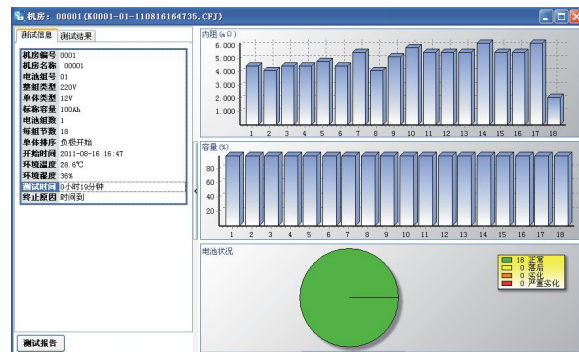 机房: 00001(K0001-01-110816164735.CFJ)
测试信息 测试结果
机房编号 0001
机房名称 00001
电池组号 01
整组类型 220V
单体类型 12V
标称容量 100Ah
电池组数 1
每组节数 18
单体排序 负极开始
开始时间 2011-08-16 16:47
环境温度 28.6℃
环境湿度 36%
测试时间 0小时19分钟
终止原因 时间到
测试报告
内阻(mΩ)
6.000
5.000
4.000
3.000
2.000
1.000
1 2 3 4 5 6 7 8 9 10 11 12 13 14 15 16 17 18
容量(%)
80
60
40
20
1 2 3 4 5 6 7 8 9 10 11 12 13 14 15 16 17 18
电池状况
18 正常
0 落后
0 劣化
0 严重劣化